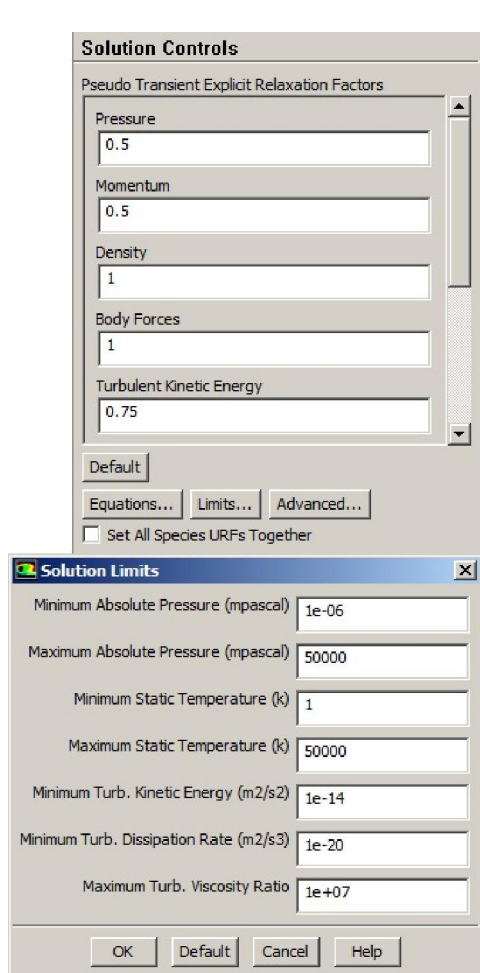 Solution Controls
Pseudo Transient Explicit Relaxation Factors
Pressure
0.5
Momentum
0.5
Density
1
Body Forces
1
Turbulent Kinetic Energy
0.75
Default
Equations... Limits... Advanced...
Set All Species URFs Together
Solution Limits
Minimum Absolute Pressure (mpascal) 1e-06
Maximum Absolute Pressure (mpascal) 50000
Minimum Static Temperature (k) 1
Maximum Static Temperature (k) 50000
Minimum Turb. Kinetic Energy (m2/s2) 1e-14
Minimum Turb. Dissipation Rate (m2/s3) 1e-20
Maximum Turb. Viscosity Ratio 1e+07
OK Default Cancel Help